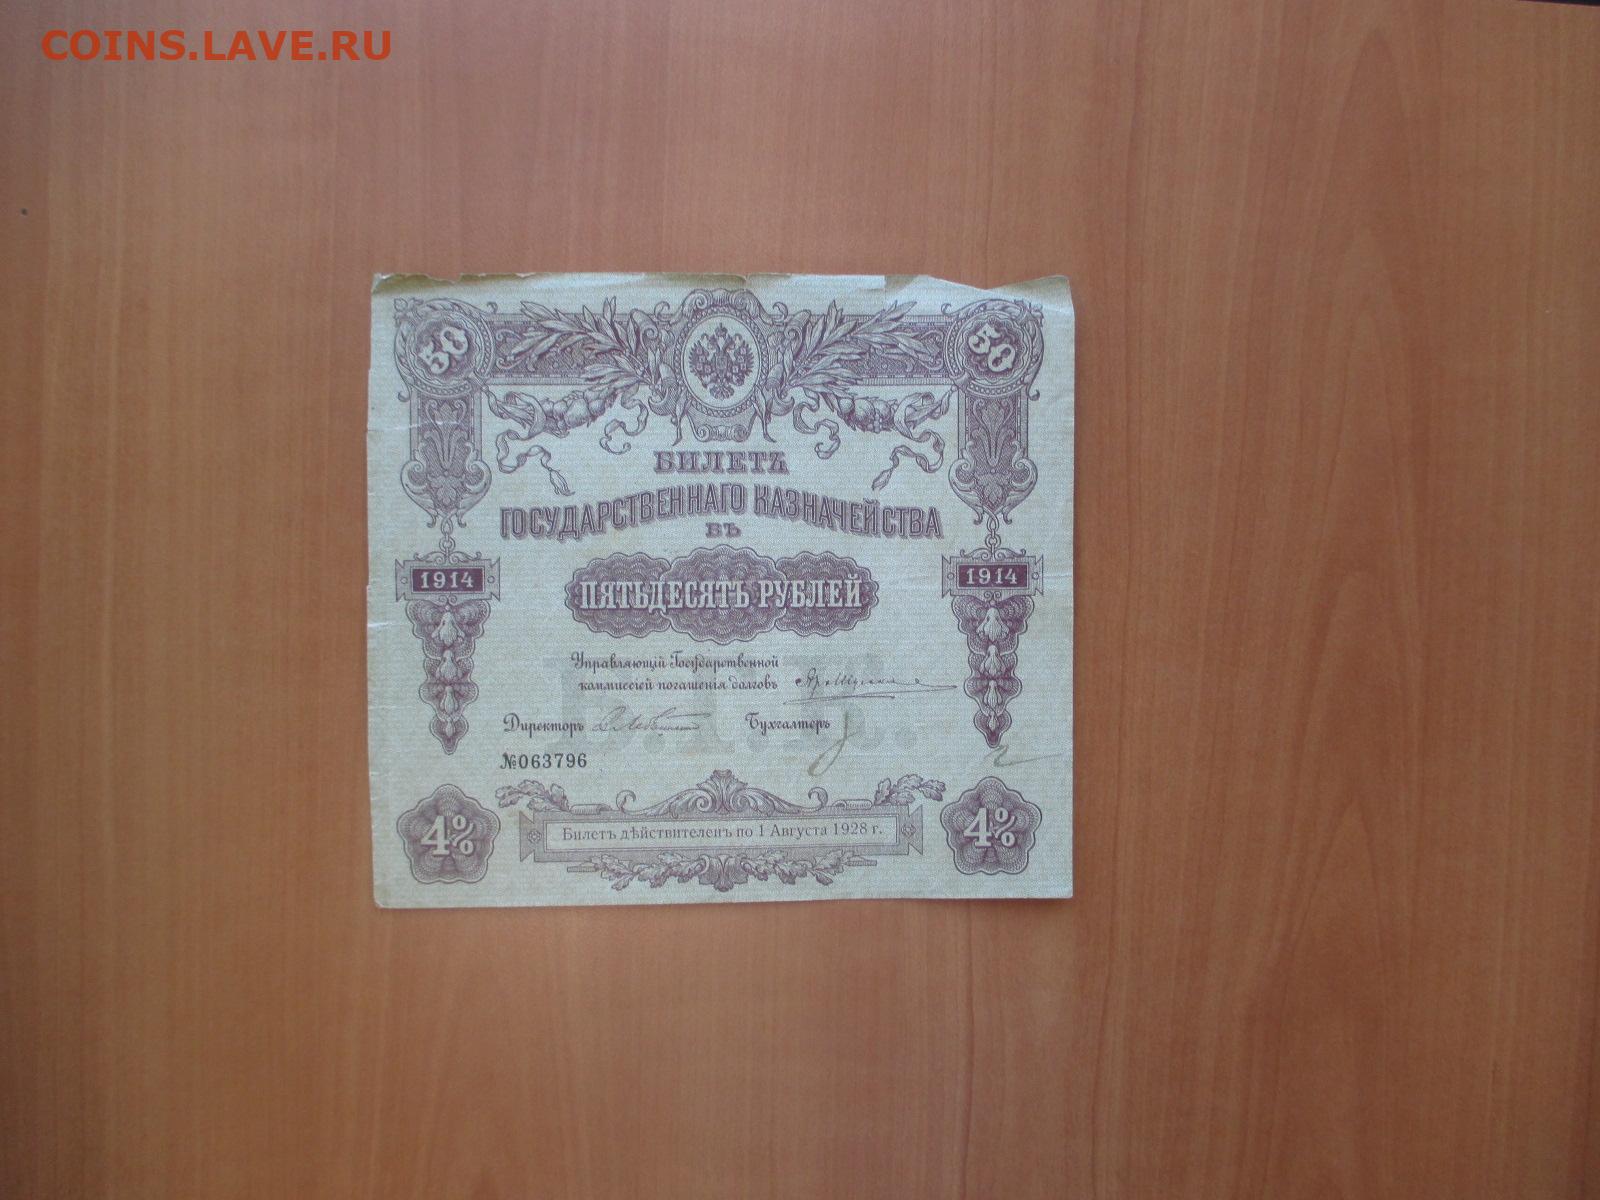 COINS.LAVE.RU
50 50
БИЛЕТЪ
ГОСУДАРСТВЕННАГО КАЗНАЧЕЙСТВА
ВЪ
1914 1914
ПЯТЬДЕСЯТЪ РУБЛЕЙ
Управляющій Государственной
коммиссіей погашенія долговъ
Директоръ Бухгалтеръ
№063796
4% 4%
Билетъ дѣйствителенъ по 1 Августа 1928 г.